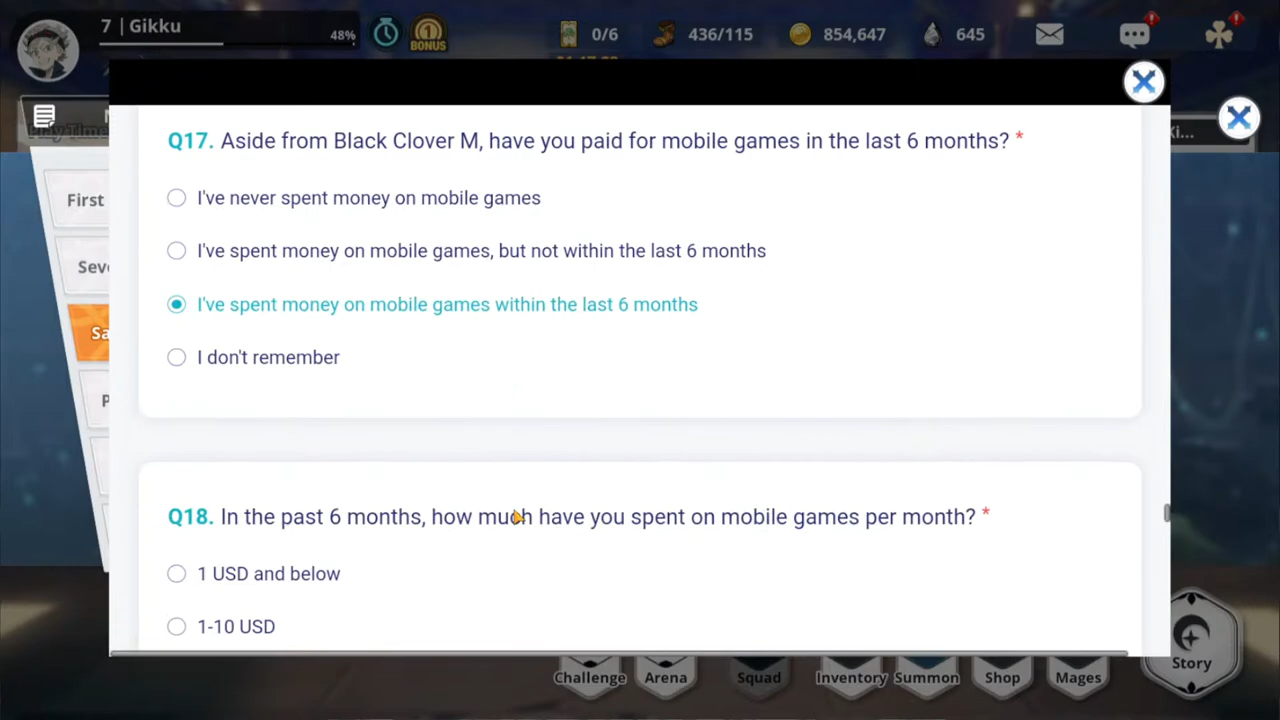 7 | Gikku
48%
BONUS
0/6
436/115
854,647
645
Q17. Aside from Black Clover M, have you paid for mobile games in the last 6 months? *
First
I've never spent money on mobile games
Seve
I've spent money on mobile games, but not within the last 6 months
Sa
I've spent money on mobile games within the last 6 months
I don't remember
P
Q18. In the past 6 months, how much have you spent on mobile games per month? *
1 USD and below
1-10 USD
Challenge
Arena
Squad
Inventory
Summon
Shop
Mages
Story